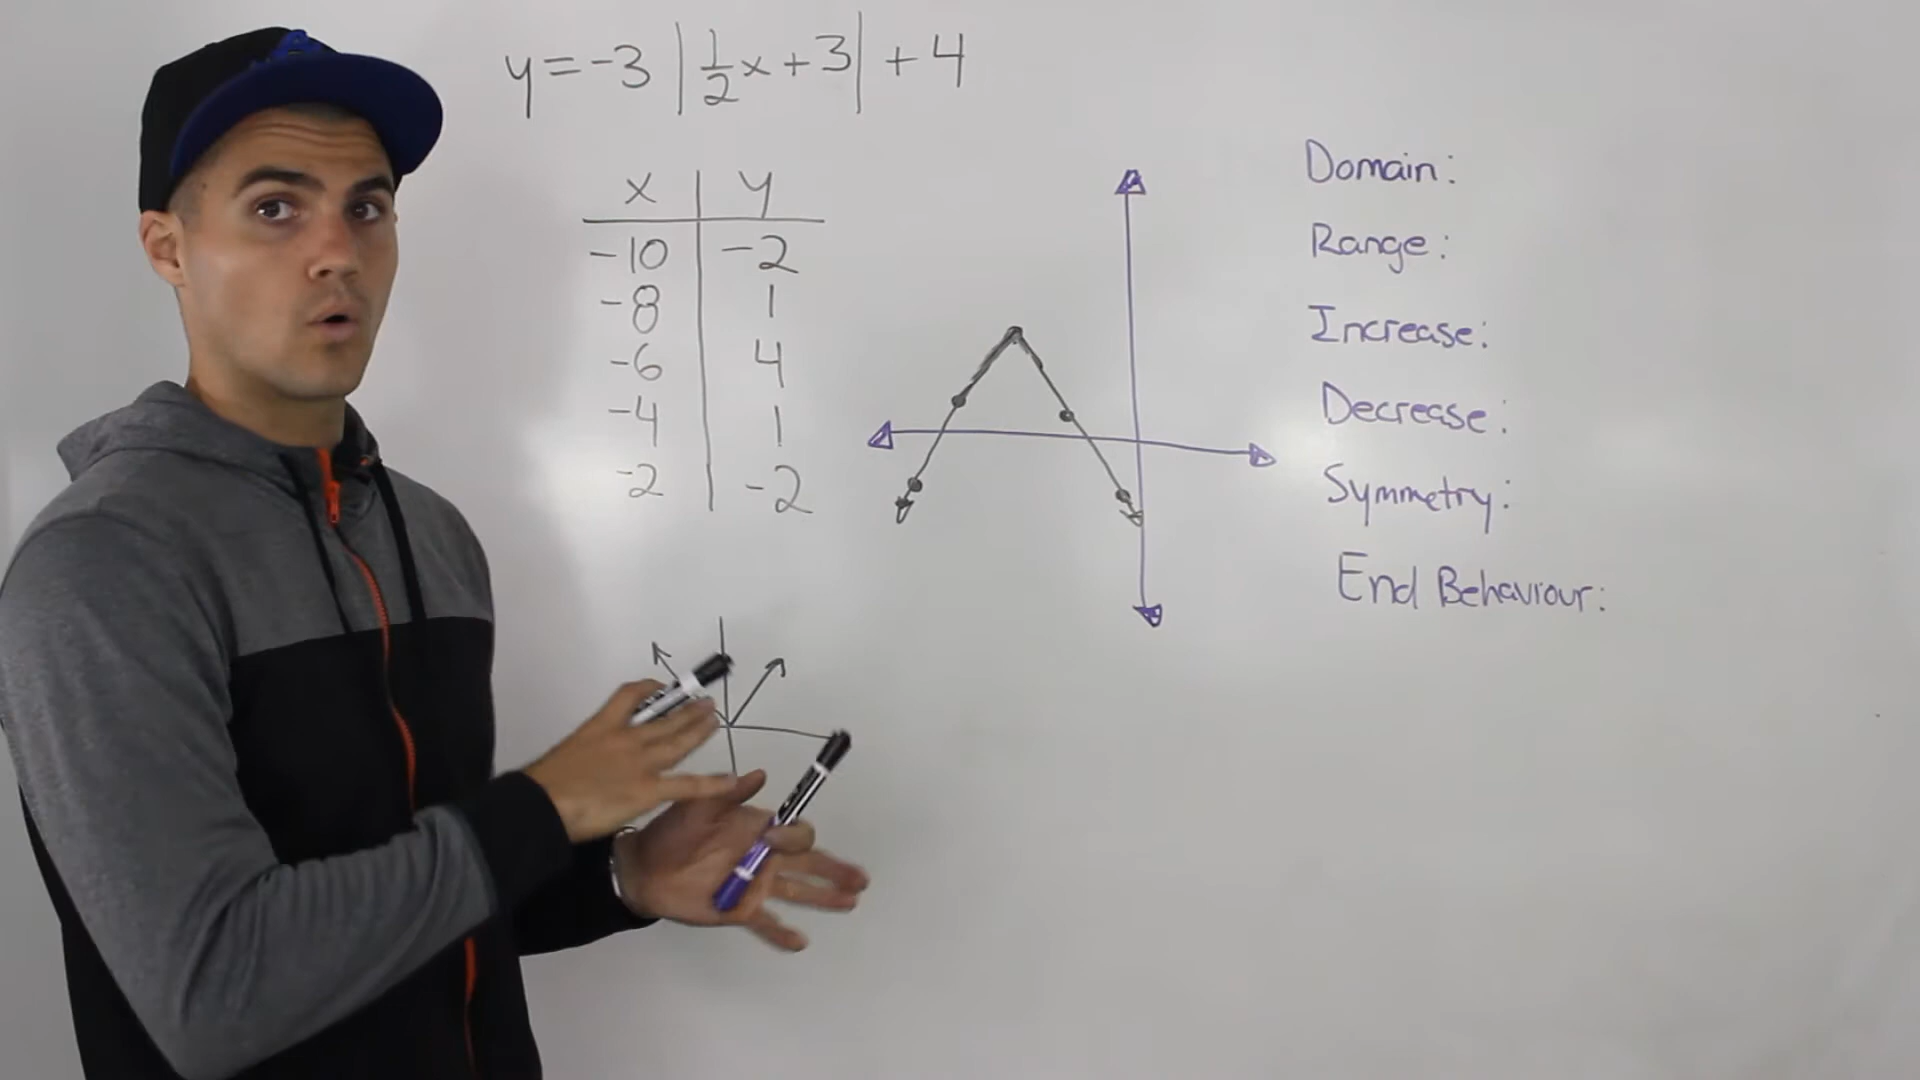 y = -3 |1/2 x + 3| + 4
x | y
-10 | -2
-8 | 1
-6 | 4
-4 | 1
-2 | -2
Domain:
Range:
Increase:
Decrease:
Symmetry:
End Behaviour: